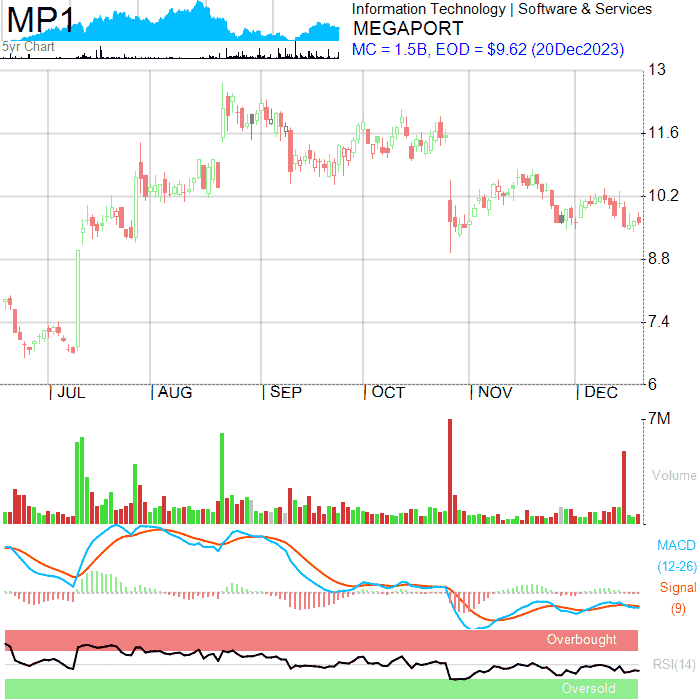 MP1
5yr Chart
Information Technology | Software & Services
MEGAPORT
MC = 1.5B, EOD = $9.62 (20Dec2023)
13
11.6
10.2
8.8
7.4
6
JUL AUG SEP OCT NOV DEC
7M
Volume
MACD
(12-26)
Signal
(9)
Overbought
RSI(14)
Oversold